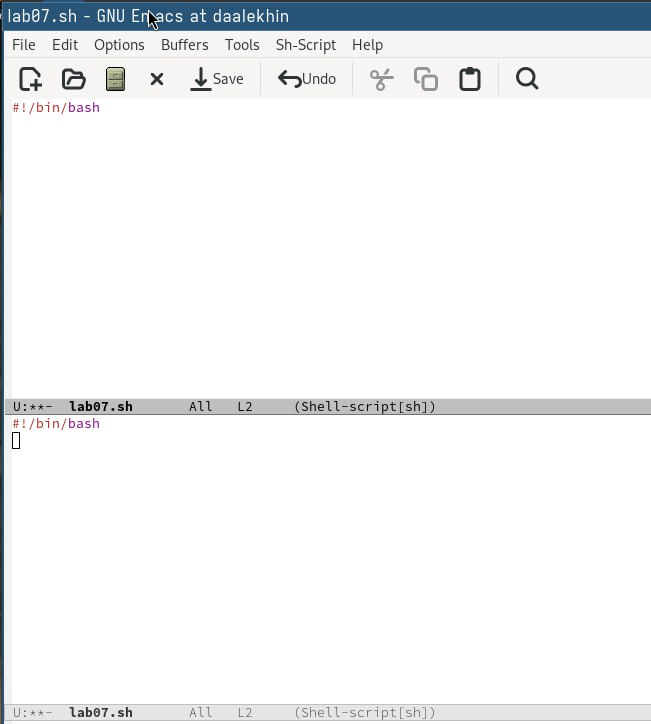 lab07.sh - GNU Emacs at daalekhin
File Edit Options Buffers Tools Sh-Script Help
Save Undo
#!/bin/bash
U:**- lab07.sh All L2 (Shell-script[sh])
#!/bin/bash
U:**- lab07.sh All L2 (Shell-script[sh])